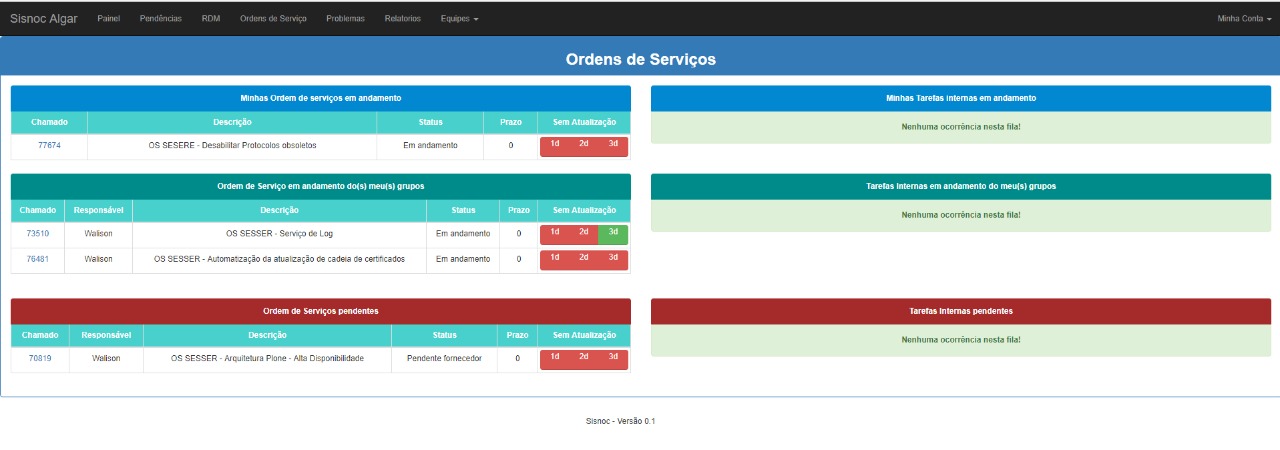 Sisnoc Algar Painel Pendências RDM Ordens de Serviço Problemas Relatorios Equipes Minha Conta
Ordens de Serviços
Minhas Ordem de serviços em andamento
Chamado Descrição Status Prazo Sem Atualização
77674 OS SESERE - Desabilitar Protocolos obsoletos Em andamento 0 1d 2d 3d
Minhas Tarefas internas em andamento
Nenhuma ocorrência nesta fila!
Ordem de Serviço em andamento do(s) meu(s) grupos
Chamado Responsável Descrição Status Prazo Sem Atualização
73510 Walison OS SESSER - Serviço de Log Em andamento 0 1d 2d 3d
76481 Walison OS SESSER - Automatização da atualização de cadeia de certificados Em andamento 0 1d 2d 3d
Tarefas Internas em andamento do meu(s) grupos
Nenhuma ocorrência nesta fila!
Ordem de Serviços pendentes
Chamado Responsável Descrição Status Prazo Sem Atualização
70819 Walison OS SESSER - Arquitetura Plone - Alta Disponibilidade Pendente fornecedor 0 1d 2d 3d
Tarefas Internas pendentes
Nenhuma ocorrência nesta fila!
Sisnoc - Versão 0.1